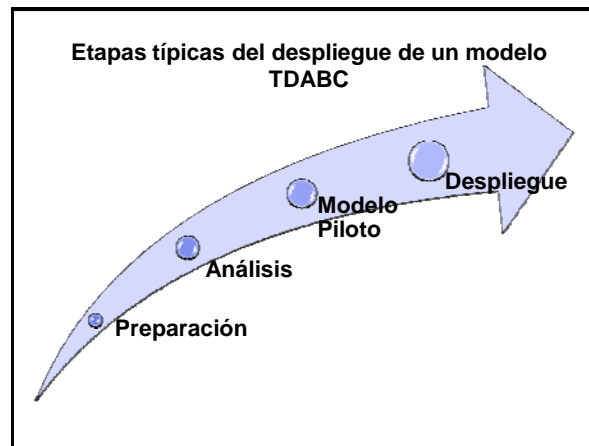 Etapas típicas del despliegue de un modelo
TDABC
Despliegue
Modelo
Piloto
Análisis
Preparación